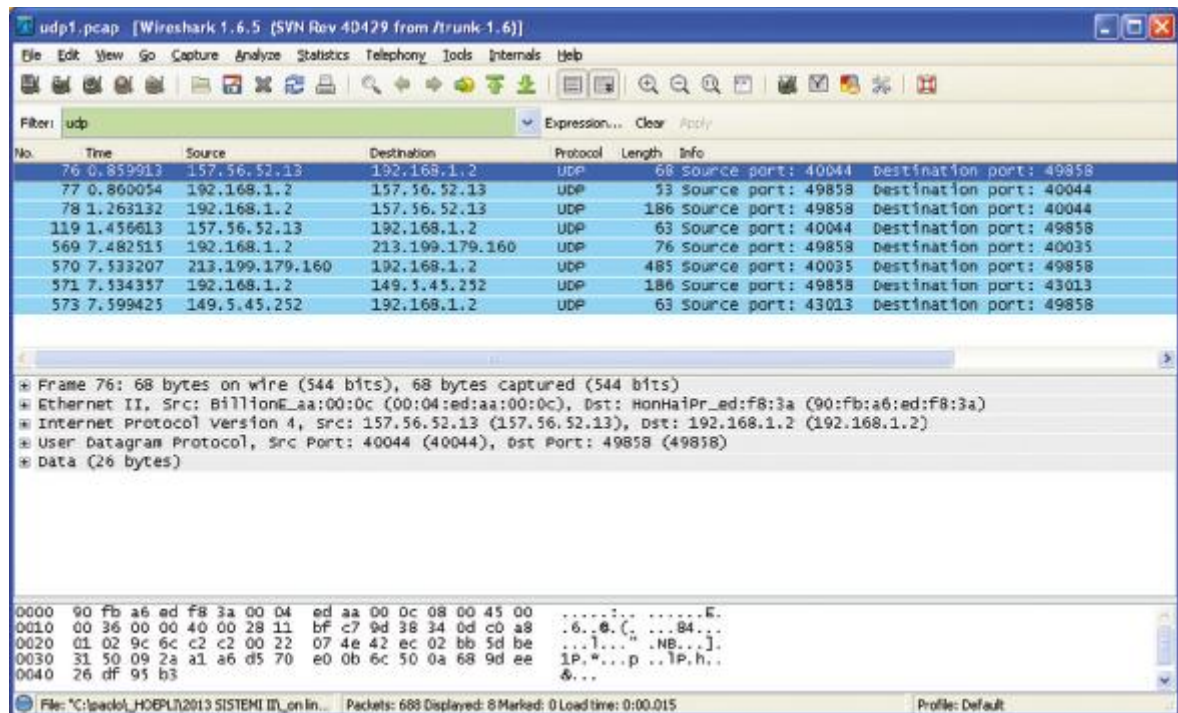 udp1.pcap [Wireshark 1.6.5 (SVN Rev 40429 from /trunk-1.6)]
File Edit View Go Capture Analyze Statistics Telephony Tools Internals Help
Filter: udp Expression... Clear Apply
No. Time Source Destination Protocol Length Info
76 0.859913 157.56.52.13 192.168.1.2 UDP 68 Source port: 40044 Destination port: 49858
77 0.860054 192.168.1.2 157.56.52.13 UDP 53 Source port: 49858 Destination port: 40044
78 1.263132 192.168.1.2 157.56.52.13 UDP 186 Source port: 49858 Destination port: 40044
119 1.456613 157.56.52.13 192.168.1.2 UDP 63 Source port: 40044 Destination port: 49858
569 7.482515 192.168.1.2 213.199.179.160 UDP 76 Source port: 49858 Destination port: 40035
570 7.533207 213.199.179.160 192.168.1.2 UDP 485 Source port: 40035 Destination port: 49858
571 7.534357 192.168.1.2 149.5.45.252 UDP 186 Source port: 49858 Destination port: 43013
573 7.599425 149.5.45.252 192.168.1.2 UDP 63 Source port: 43013 Destination port: 49858
Frame 76: 68 bytes on wire (544 bits), 68 bytes captured (544 bits)
Ethernet II, Src: BillionE_aa:00:0c (00:04:ed:aa:00:0c), Dst: HonHaiPr_ed:f8:3a (90:fb:a6:ed:f8:3a)
Internet Protocol Version 4, Src: 157.56.52.13 (157.56.52.13), Dst: 192.168.1.2 (192.168.1.2)
User Datagram Protocol, Src Port: 40044 (40044), Dst Port: 49858 (49858)
Data (26 bytes)
0000 90 fb a6 ed f8 3a 00 04 ed aa 00 0c 08 00 45 00 .....:.. ......E.
0010 00 36 00 00 40 00 28 11 bf c7 9d 38 34 0d c0 a8 .6..@.(. ...84...
0020 01 02 9c 6c c2 c2 00 22 07 4e 42 ec 02 bb 5d be ...l..." .NB...].
0030 31 50 09 2a a1 a6 d5 70 e0 0b 6c 50 0a 68 9d ee 1P.*...p ..lP.h..
0040 26 df 95 b3 &...
File: "C:\paolo\_HOEPLI\2013 SISTEMI III\_on lin... Packets: 688 Displayed: 8 Marked: 0 Load time: 0:00.015 Profile: Default